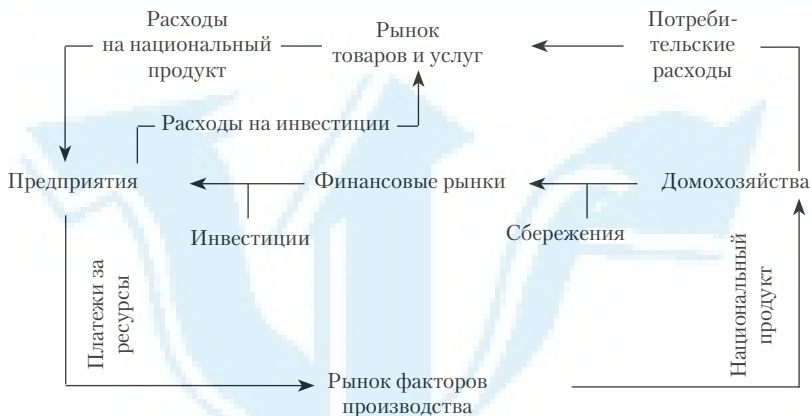 Расходы
на национальный
продукт
Рынок
товаров и услуг
Потреби-
тельские
расходы
Расходы на инвестиции
Предприятия
Финансовые рынки
Домохозяйства
Инвестиции
Сбережения
Платежи за
ресурсы
Национальный
продукт
Рынок факторов
производства